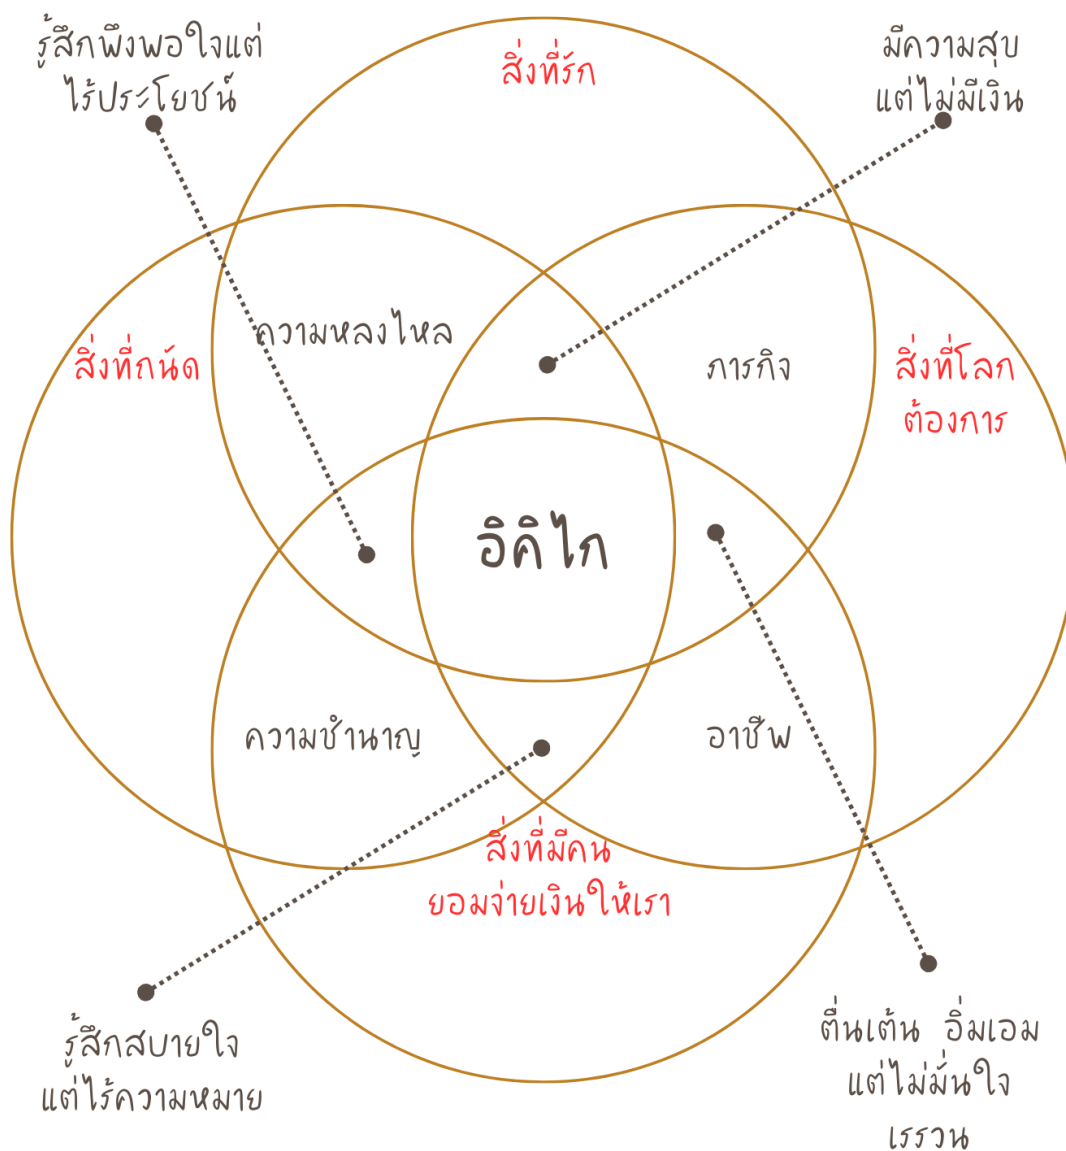 รู้สึกพึงพอใจแต่
ไร้ประโยชน์
สิ่งที่รัก
มีความสุข
แต่ไม่มีเงิน
ความหลงไหล
สิ่งที่ถนัด
ภารกิจ
สิ่งที่โลก
ต้องการ
อิคิไก
ความชำนาญ
อาชีพ
สิ่งที่มีคน
ยอมจ่ายเงินให้เรา
รู้สึกสบายใจ
แต่ไร้ความหมาย
ตื่นเต้น อิ่มเอม
แต่ไม่มั่นใจ
เรรวน